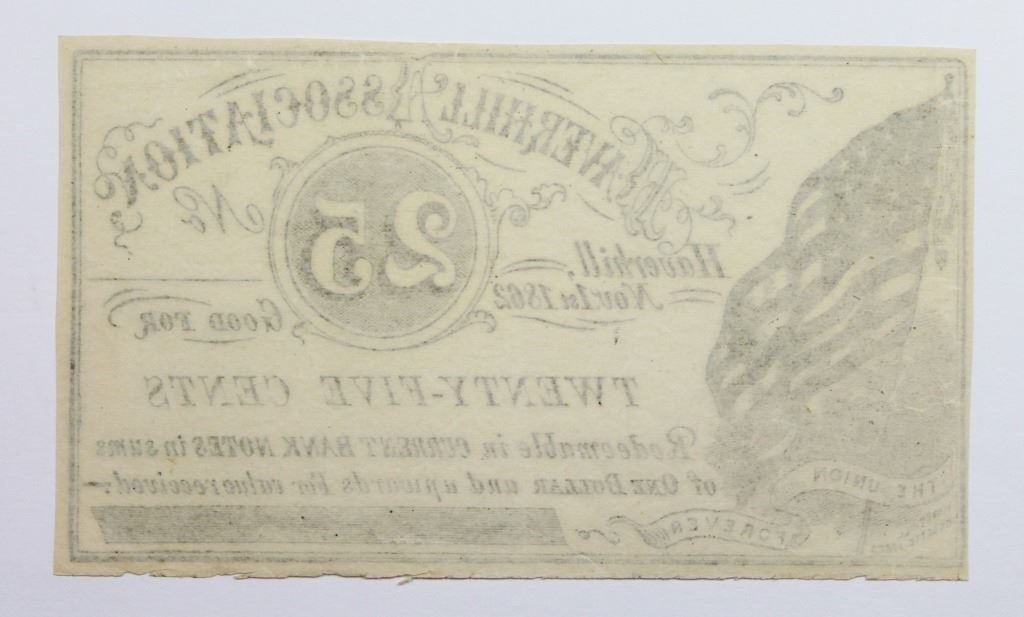 HAVERHILL ASSOCIATION
No
25
Haverhill,
Nov. 1st 1862
GOOD FOR
TWENTY-FIVE CENTS
Redeemable in CURRENT BANK NOTES in sums
of ONE DOLLAR and upwards For value received.
THE UNION
FOREVER